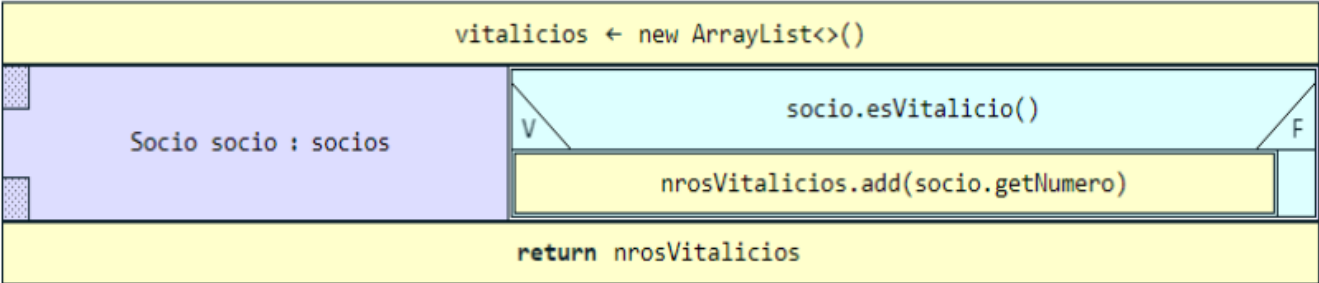 vitalicios ← new ArrayList<>()
Socio socio : socios
V
socio.esVitalicio()
F
nrosVitalicios.add(socio.getNumero)
return nrosVitalicios